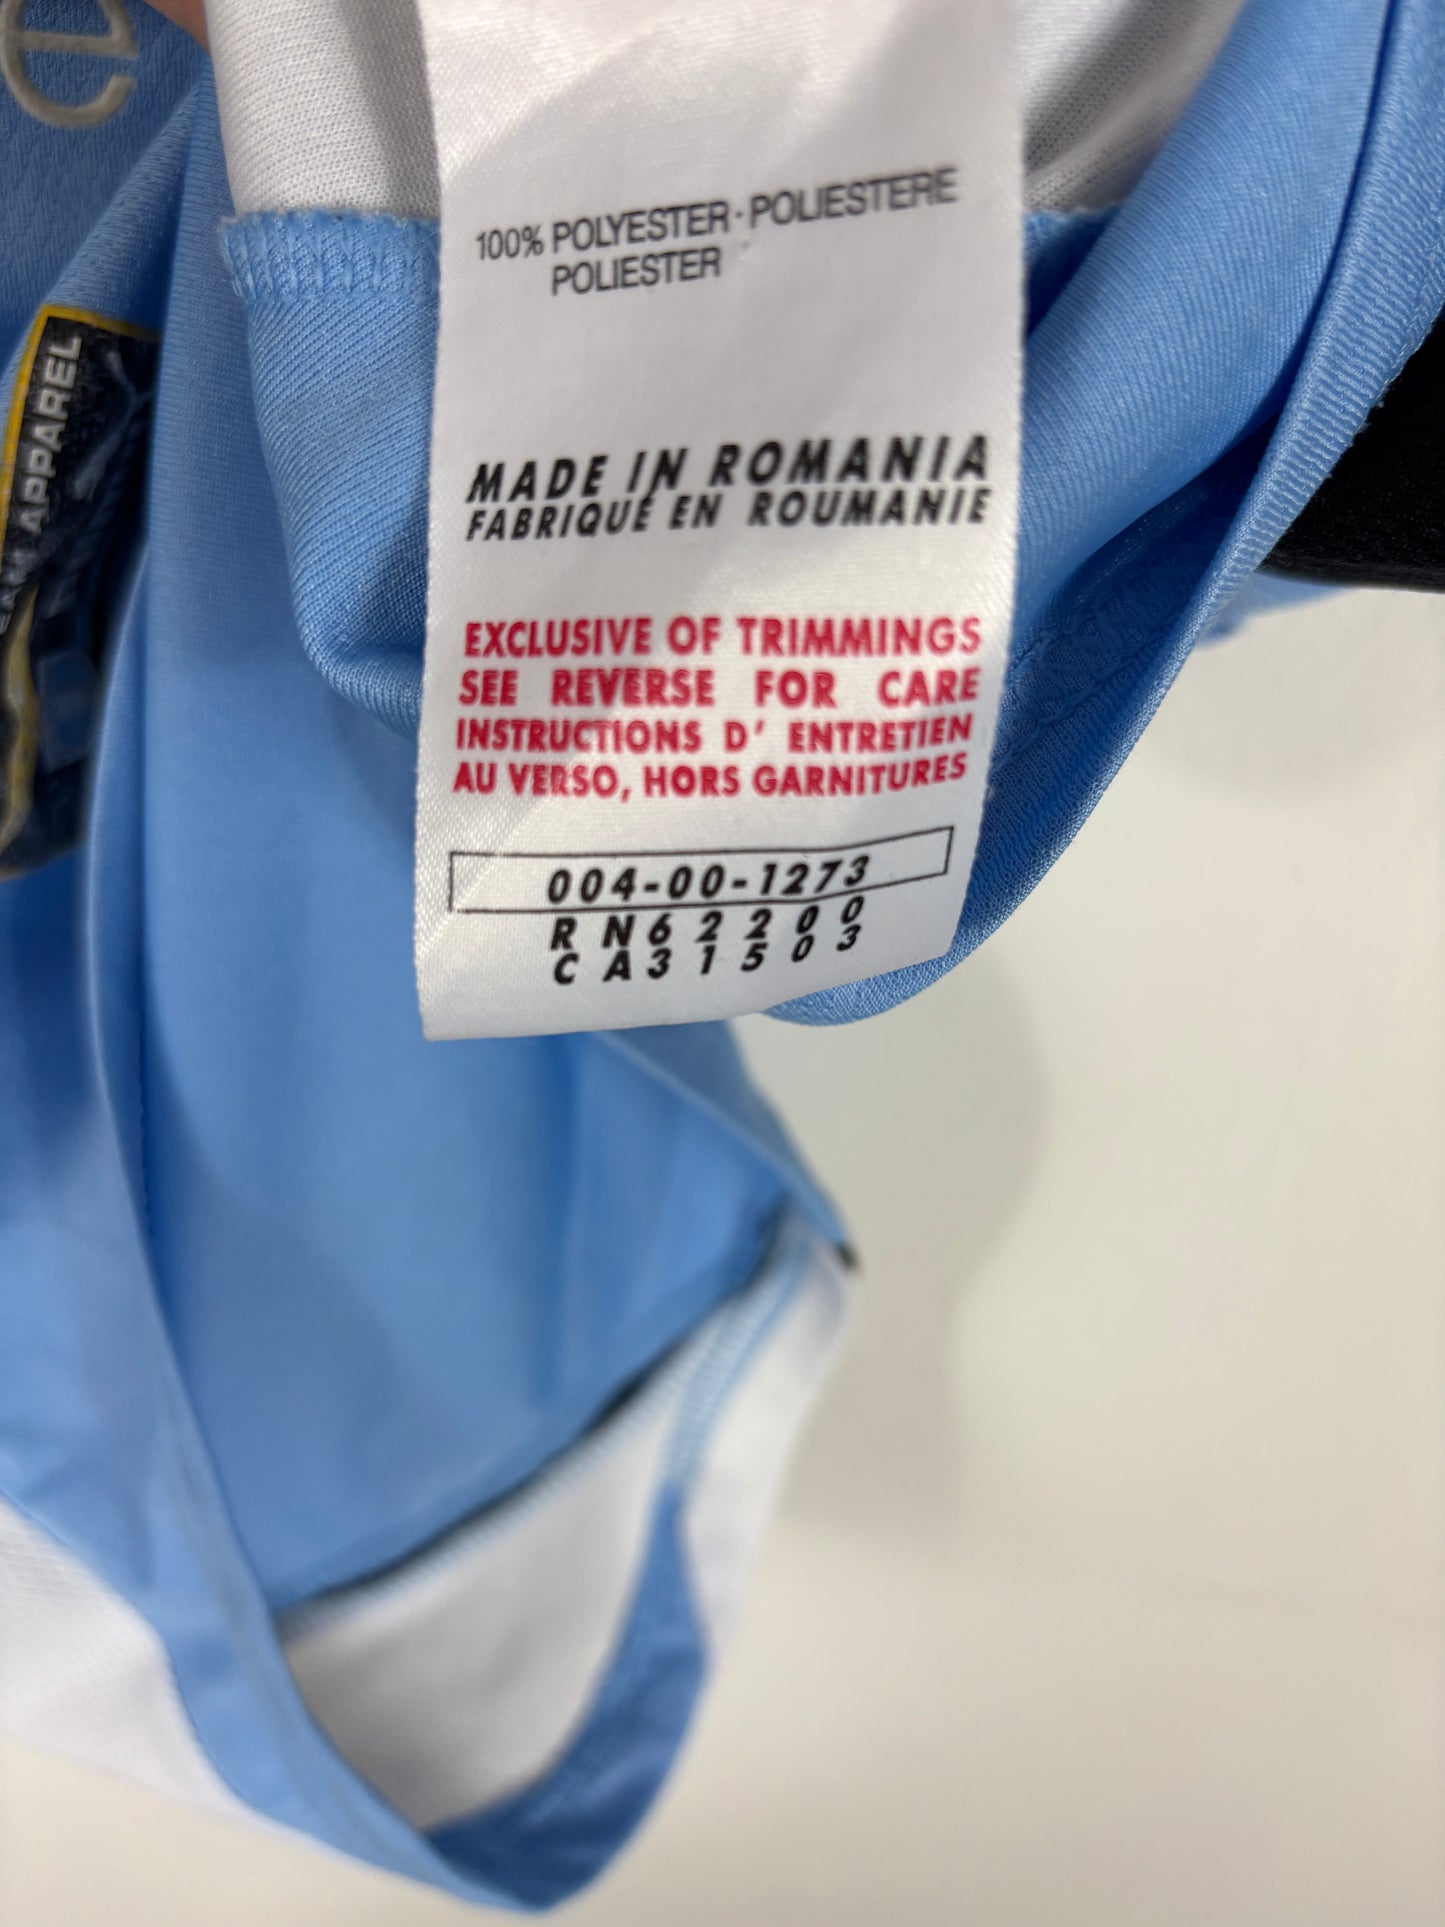 e
APPAREL
100% POLYESTER·POLIESTERE
POLIESTER
MADE IN ROMANIA
FABRIQUÉ EN ROUMANIE
EXCLUSIVE OF TRIMMINGS
SEE REVERSE FOR CARE
INSTRUCTIONS D' ENTRETIEN
AU VERSO, HORS GARNITURES
004-00-1273
RN62200
CA31503